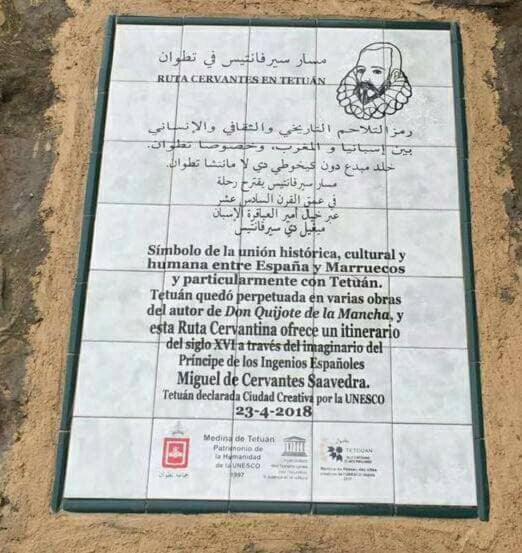 مسار سيرفانتيس في تطوان
RUTA CERVANTES EN TETUÁN
رمز التلاحم التاريخي والثقافي والإنساني
بين إسبانيا و المغرب، وخصوصا تطوان.
خلد مبدع دون كيخوطي دي لا مانتشا تطوان.
مسار سيرفانتيس يقترح رحلة
في عمق القرن السادس عشر
عبر خيال أمير العباقرة الإسبان
ميغيل دي سيرفانتيس
Símbolo de la unión histórica, cultural y
humana entre España y Marruecos
y particularmente con Tetuán.
Tetuán quedó perpetuada en varias obras
del autor de Don Quijote de la Mancha, y
esta Ruta Cervantina ofrece un itinerario
del siglo XVI a través del imaginario del
Príncipe de los Ingenios Españoles
Miguel de Cervantes Saavedra.
Tetuán declarada Ciudad Creativa por la UNESCO
23-4-2018
Medina de Tetuán
Patrimonio de
la Humanidad
de la UNESCO
1997
TETOUAN